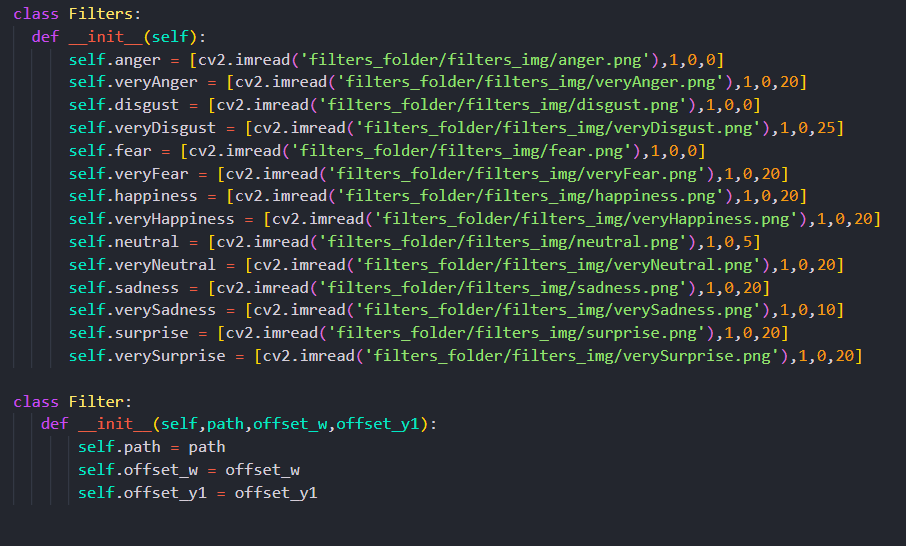 class Filters:
def __init__(self):
self.anger = [cv2.imread('filters_folder/filters_img/anger.png'),1,0,0]
self.veryAnger = [cv2.imread('filters_folder/filters_img/veryAnger.png'),1,0,20]
self.disgust = [cv2.imread('filters_folder/filters_img/disgust.png'),1,0,0]
self.veryDisgust = [cv2.imread('filters_folder/filters_img/veryDisgust.png'),1,0,25]
self.fear = [cv2.imread('filters_folder/filters_img/fear.png'),1,0,0]
self.veryFear = [cv2.imread('filters_folder/filters_img/veryFear.png'),1,0,20]
self.happiness = [cv2.imread('filters_folder/filters_img/happiness.png'),1,0,20]
self.veryHappiness = [cv2.imread('filters_folder/filters_img/veryHappiness.png'),1,0,20]
self.neutral = [cv2.imread('filters_folder/filters_img/neutral.png'),1,0,5]
self.veryNeutral = [cv2.imread('filters_folder/filters_img/veryNeutral.png'),1,0,20]
self.sadness = [cv2.imread('filters_folder/filters_img/sadness.png'),1,0,20]
self.verySadness = [cv2.imread('filters_folder/filters_img/verySadness.png'),1,0,10]
self.surprise = [cv2.imread('filters_folder/filters_img/surprise.png'),1,0,20]
self.verySurprise = [cv2.imread('filters_folder/filters_img/verySurprise.png'),1,0,20]
class Filter:
def __init__(self,path,offset_w,offset_y1):
self.path = path
self.offset_w = offset_w
self.offset_y1 = offset_y1